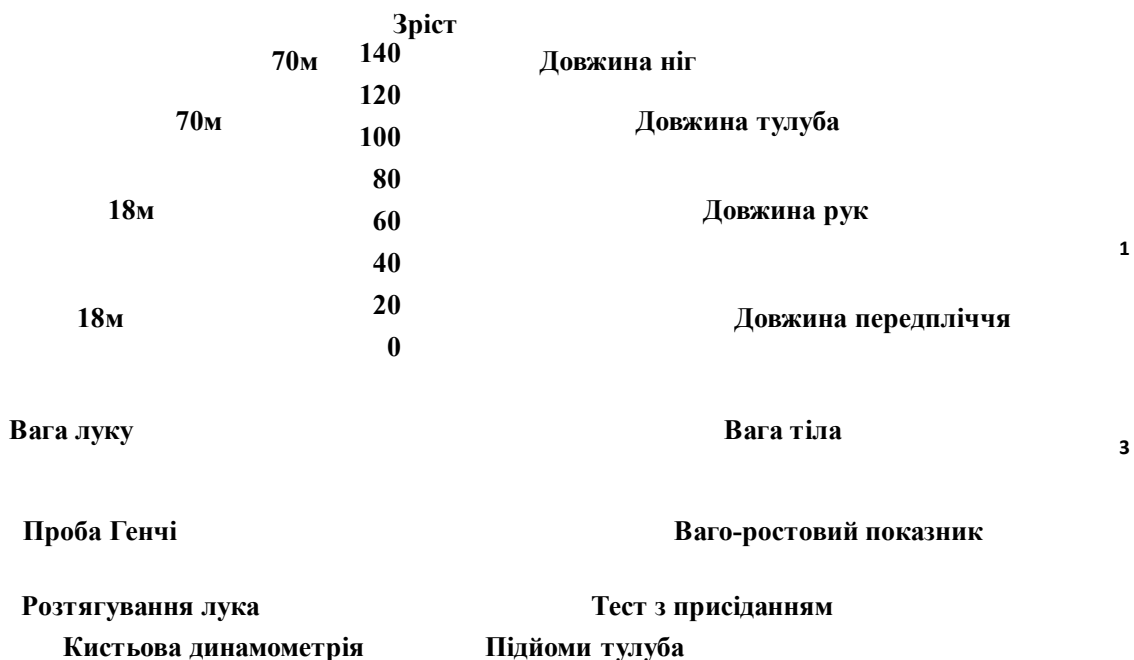 Зріст
70м 140 Довжина ніг
120
70м Довжина тулуба
100
80
18м Довжина рук
60
1
40
20
18м Довжина передпліччя
0
Вага луку Вага тіла
3
Проба Генчі Ваго-ростовий показник
Розтягування лука Тест з присіданням
Кистьова динамометрія Підйоми тулуба